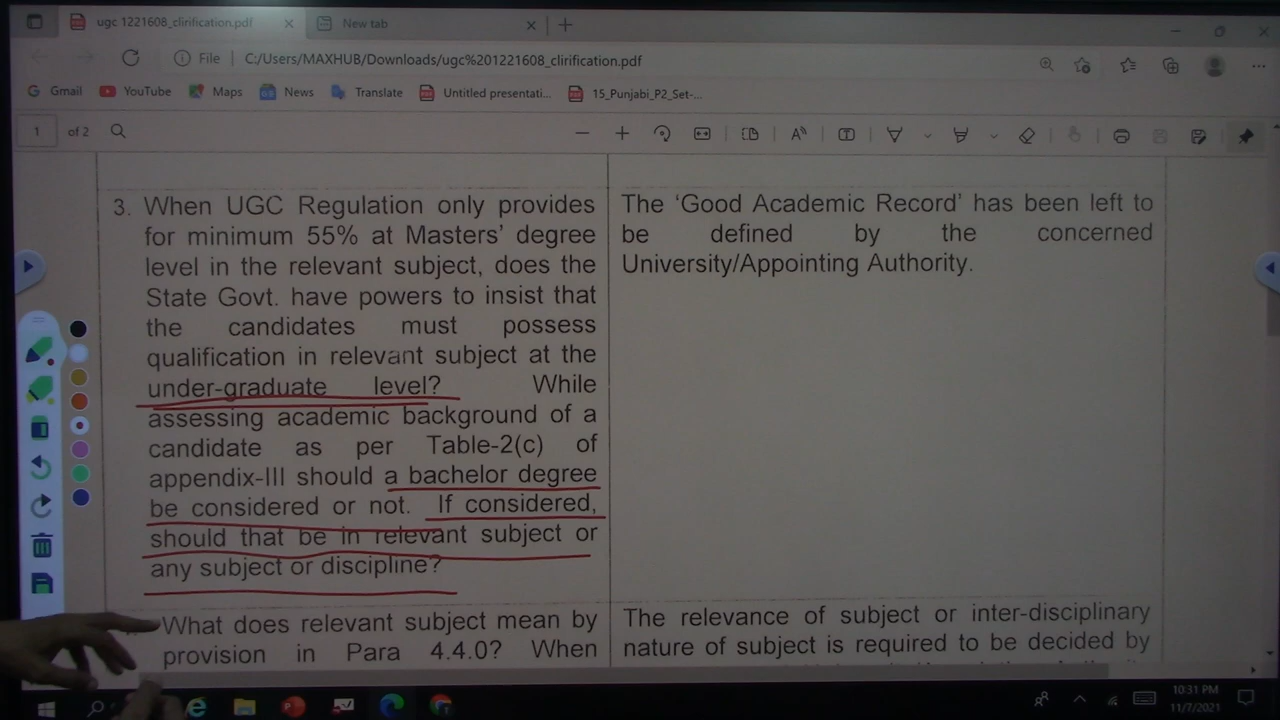 ugc 1221608_clirification.pdf
New tab
File
C:/Users/MAXHUB/Downloads/ugc%201221608_clirification.pdf
Gmail
YouTube
Maps
News
Translate
Untitled presentati...
15_Punjabi_P2_Set-...
1 of 2
3. When UGC Regulation only provides
for minimum 55% at Masters' degree
level in the relevant subject, does the
State Govt. have powers to insist that
the candidates must possess
qualification in relevant subject at the
under-graduate level? While
assessing academic background of a
candidate as per Table-2(c) of
appendix-III should a bachelor degree
be considered or not. If considered,
should that be in relevant subject or
any subject or discipline?
The 'Good Academic Record' has been left to
be defined by the concerned
University/Appointing Authority.
What does relevant subject mean by
provision in Para 4.4.0? When
The relevance of subject or inter-disciplinary
nature of subject is required to be decided by
10:31 PM
11/7/2021